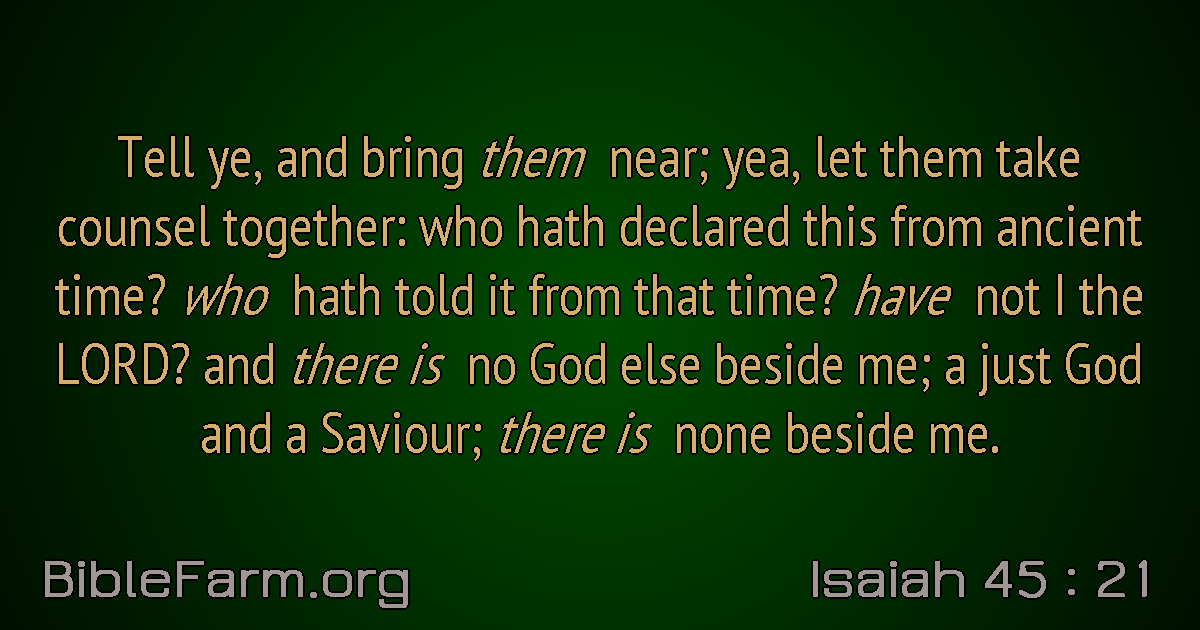 Tell ye, and bring them near; yea, let them take
counsel together: who hath declared this from ancient
time? who hath told it from that time? have not I the
LORD? and there is no God else beside me; a just God
and a Saviour; there is none beside me.
BibleFarm.org
Isaiah 45 : 21